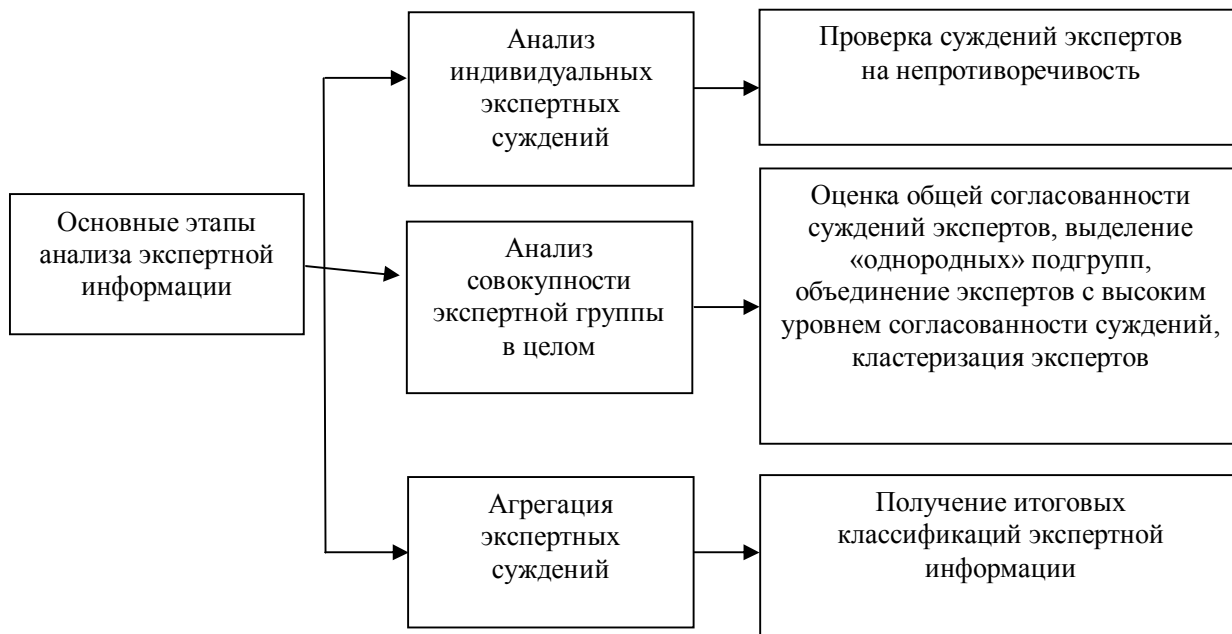 Основные этапы
анализа экспертной
информации
Анализ
индивидуальных
экспертных
суждений
Проверка суждений экспертов
на непротиворечивость
Анализ
совокупности
экспертной группы
в целом
Оценка общей согласованности
суждений экспертов, выделение
«однородных» подгрупп,
объединение экспертов с высоким
уровнем согласованности суждений,
кластеризация экспертов
Агрегация
экспертных
суждений
Получение итоговых
классификаций экспертной
информации